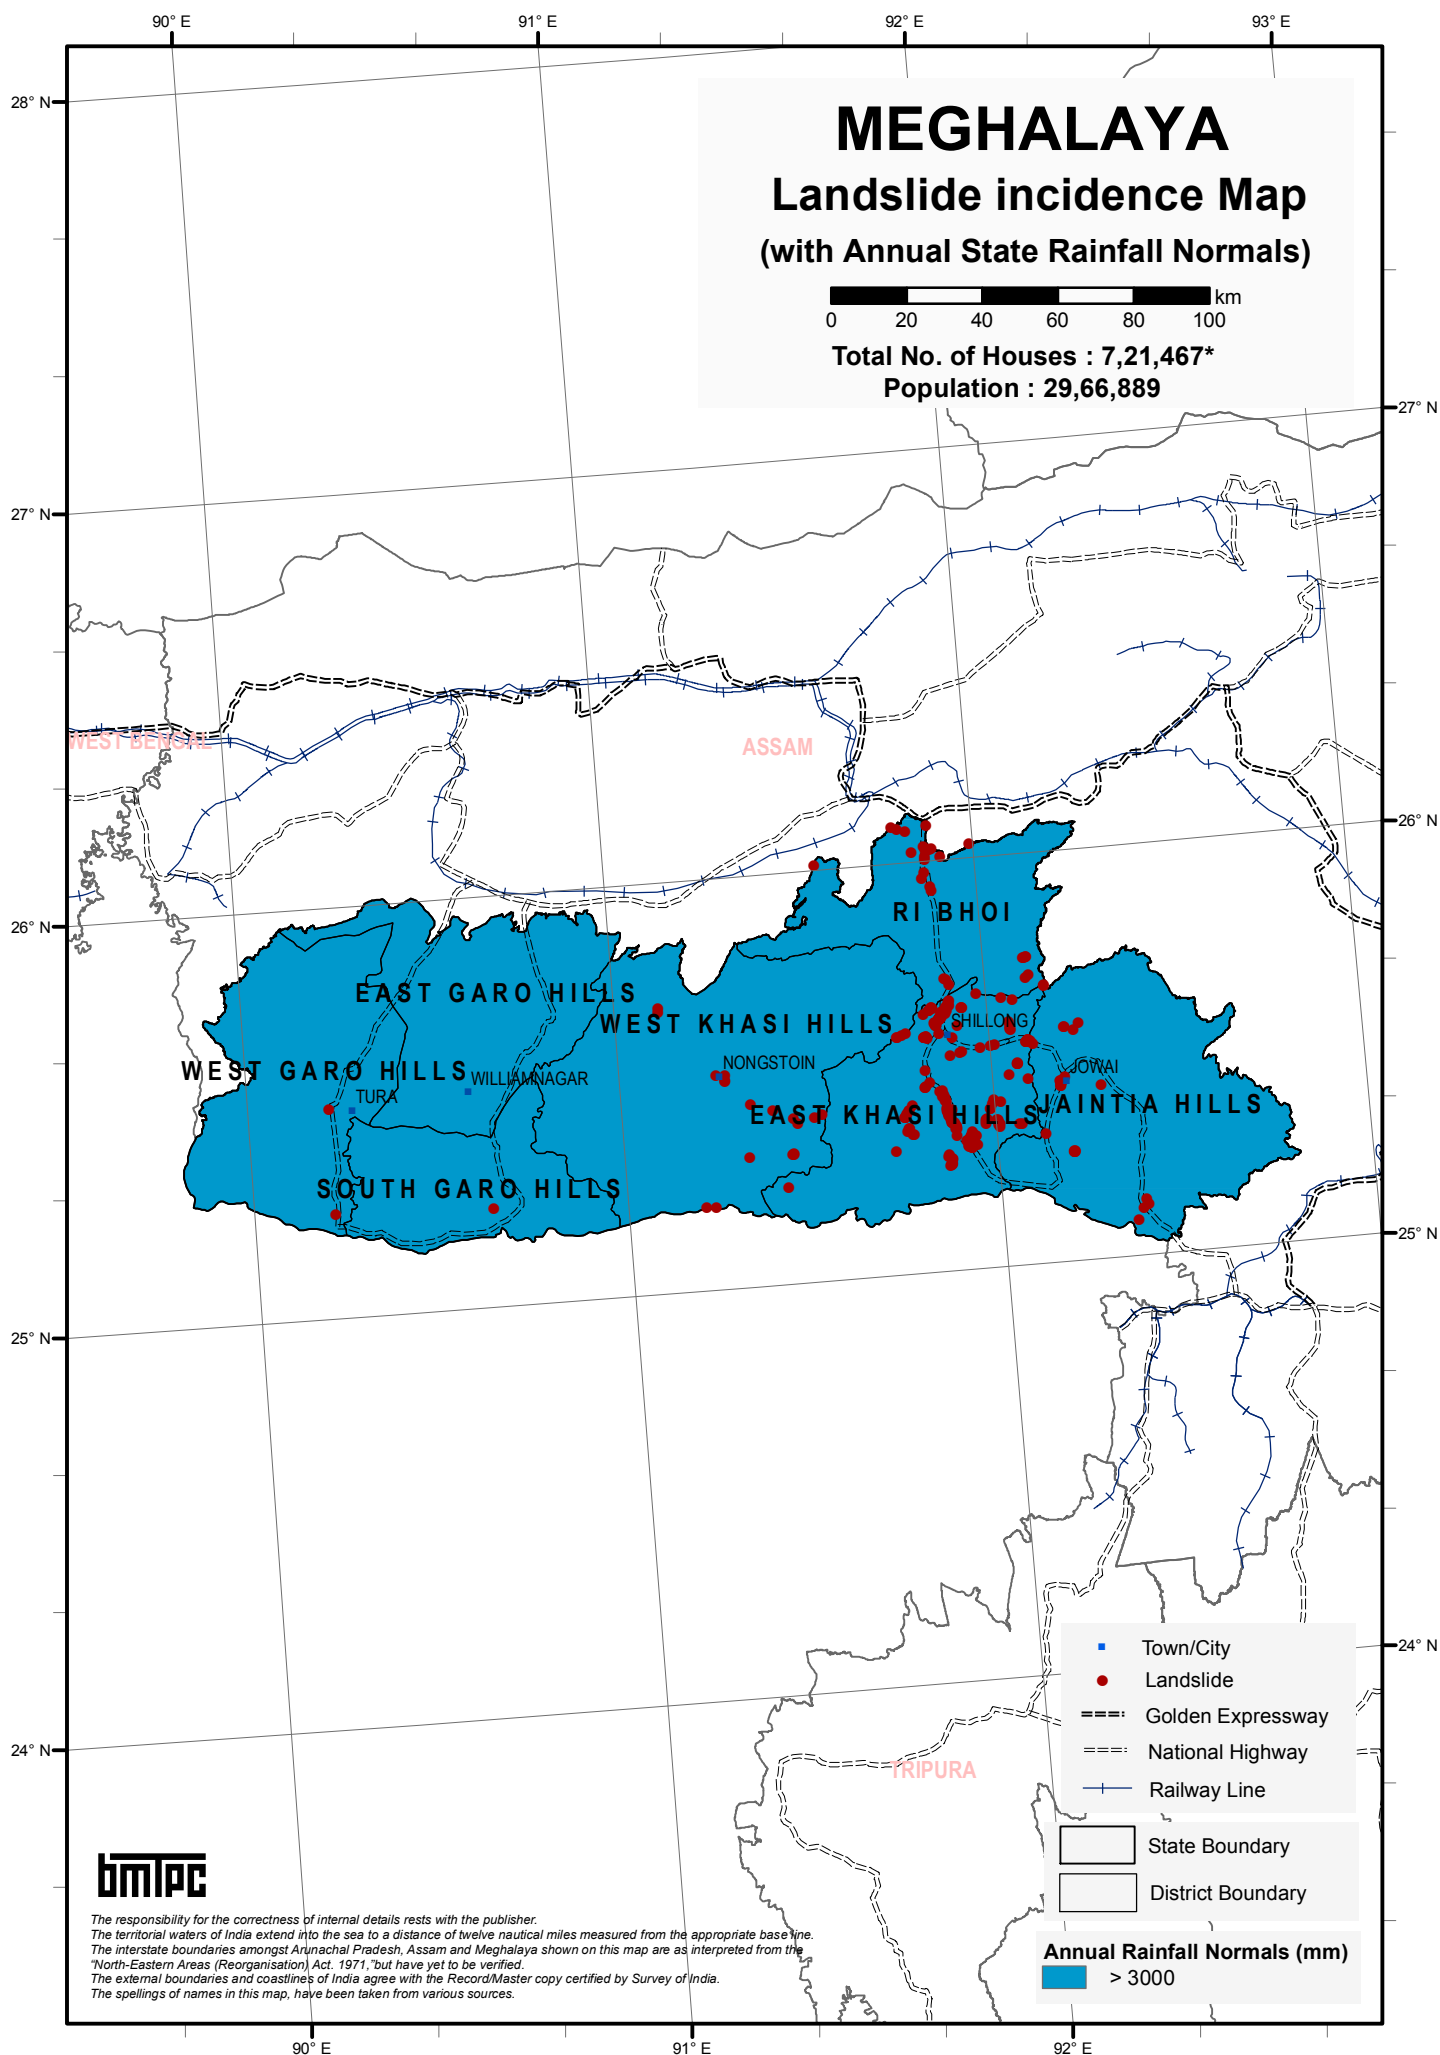 90° E
91° E
92° E
93° E
28° N
MEGHALAYA
Landslide incidence Map
(with Annual State Rainfall Normals)
km
0 20 40 60 80 100
Total No. of Houses : 7,21,467*
Population : 29,66,889
27° N
27° N
WEST BENGAL
ASSAM
26° N
26° N
RI BHOI
EAST GARO HILLS
WEST KHASI HILLS
SHILLONG
NONGSTOIN
JOWAI
WEST GARO HILLS
WILLIAMNAGAR
TURA
EAST KHASI HILLS
JAINTIA HILLS
SOUTH GARO HILLS
25° N
25° N
24° N
24° N
TRIPURA
Town/City
Landslide
Golden Expressway
National Highway
Railway Line
State Boundary
District Boundary
Annual Rainfall Normals (mm)
> 3000
bmTPC
The responsibility for the correctness of internal details rests with the publisher.
The territorial waters of India extend into the sea to a distance of twelve nautical miles measured from the appropriate base line.
The interstate boundaries amongst Arunachal Pradesh, Assam and Meghalaya shown on this map are as interpreted from the
"North-Eastern Areas (Reorganisation) Act. 1971,"but have yet to be verified.
The external boundaries and coastlines of India agree with the Record/Master copy certified by Survey of India.
The spellings of names in this map, have been taken from various sources.
90° E
91° E
92° E